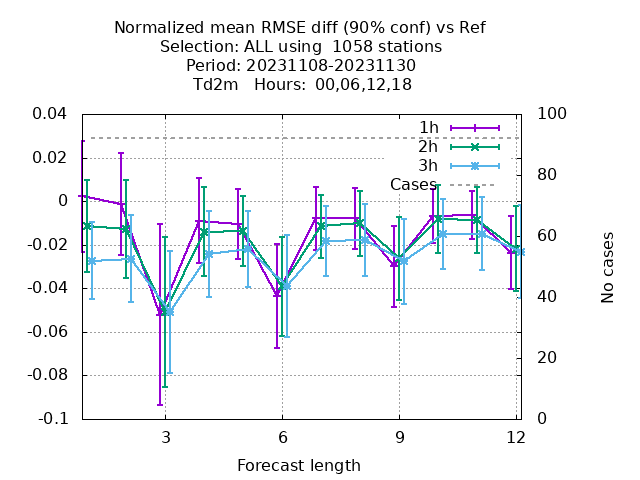 Normalized mean RMSE diff (90% conf) vs Ref
Selection: ALL using  1058 stations
Period: 20231108-20231130
Td2m   Hours:  00,06,12,18
0.04
0.02
0
-0.02
-0.04
-0.06
-0.08
-0.1
100
80
60
40
20
0
1h
2h
3h
Cases
No cases
3
6
9
12
Forecast length